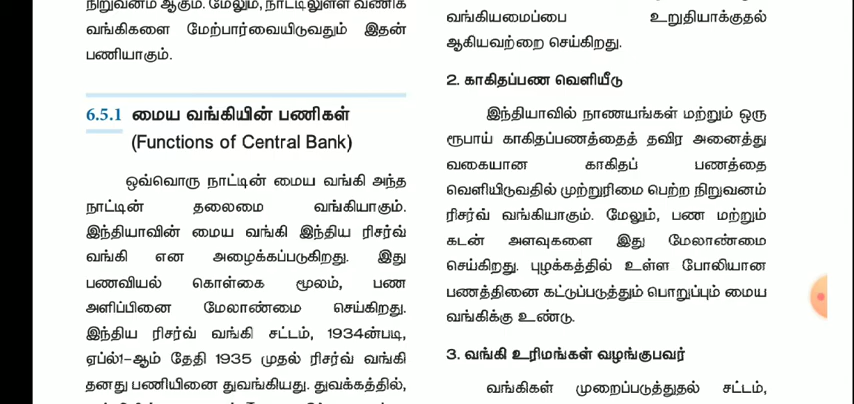 நிறுவனம் ஆகும். மேலும், நாட்டிலுள்ள வணிக
வங்கிகளை மேற்பார்வையிடுவதும் இதன்
பணியாகும்.
6.5.1 மைய வங்கியின் பணிகள்
(Functions of Central Bank)
ஒவ்வொரு நாட்டின் மைய வங்கி அந்த
நாட்டின் தலைமை வங்கியாகும்.
இந்தியாவின் மைய வங்கி இந்திய ரிசர்வ்
வங்கி என அழைக்கப்படுகிறது. இது
பணவியல் கொள்கை மூலம், பண
அளிப்பினை மேலாண்மை செய்கிறது.
இந்திய ரிசர்வ் வங்கி சட்டம், 1934ன்படி,
ஏப்ல்1-ஆம் தேதி 1935 முதல் ரிசர்வ் வங்கி
தனது பணியினை துவங்கியது. துவக்கத்தில்,
வங்கியமைப்பை உறுதியாக்குதல்
ஆகியவற்றை செய்கிறது.
2. காகிதப்பண வெளியீடு
இந்தியாவில் நாணயங்கள் மற்றும் ஒரு
ரூபாய் காகிதப்பணத்தைத் தவிர அனைத்து
வகையான காகிதப் பணத்தை
வெளியிடுவதில் முற்றுரிமை பெற்ற நிறுவனம்
ரிசர்வ் வங்கியாகும். மேலும், பண மற்றும்
கடன் அளவுகளை இது மேலாண்மை
செய்கிறது. புழக்கத்தில் உள்ள போலியான
பணத்தினை கட்டுப்படுத்தும் பொறுப்பும் மைய
வங்கிக்கு உண்டு.
3. வங்கி உரிமங்கள் வழங்குபவர்
வங்கிகள் முறைப்படுத்துதல் சட்டம்,